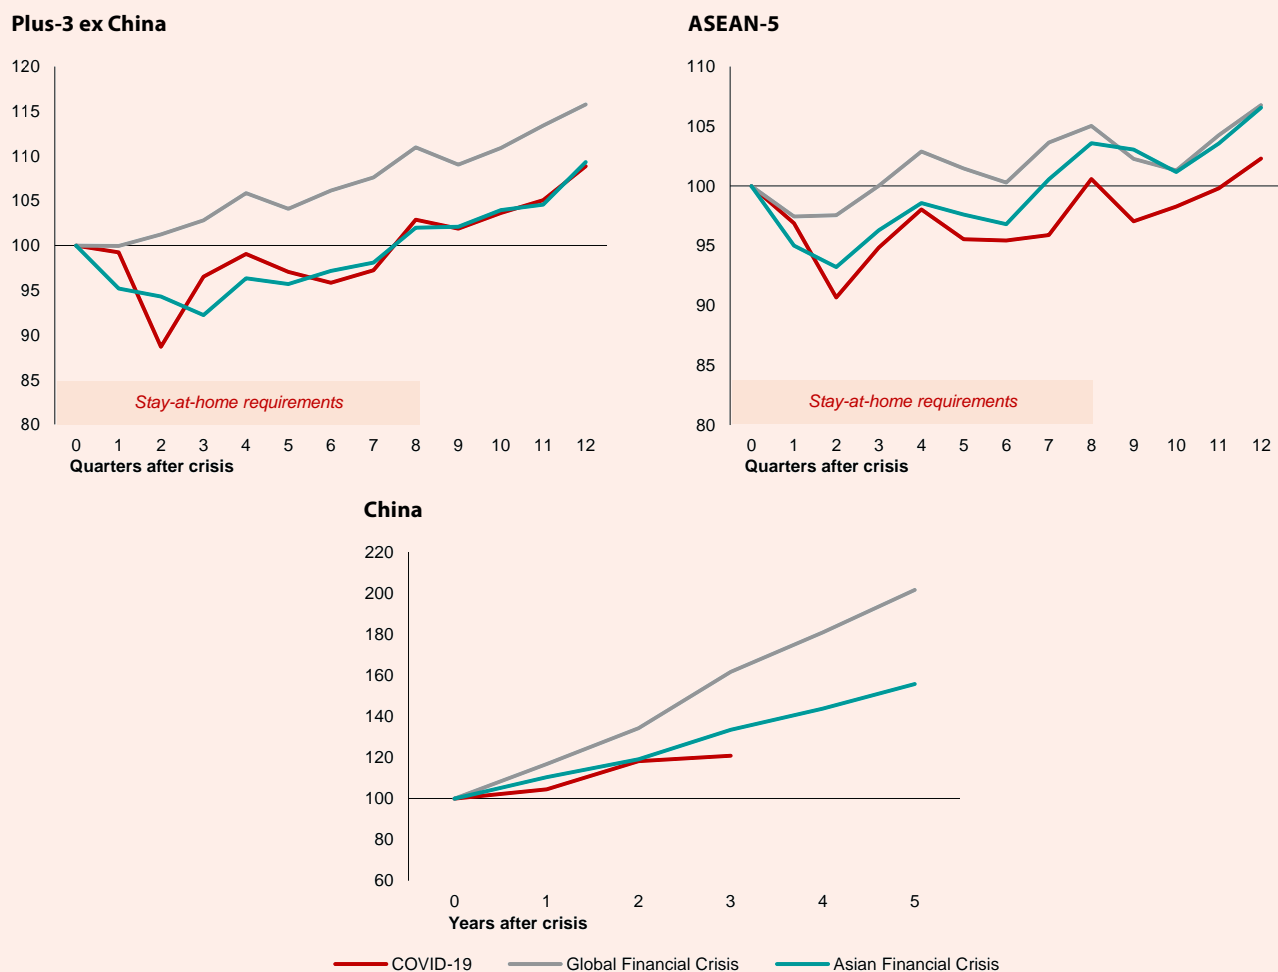 Plus-3 ex China
120
115
110
105
100
95
90
85
80
Stay-at-home requirements
0 1 2 3 4 5 6 7 8 9 10 11 12
Quarters after crisis
ASEAN-5
110
105
100
95
90
85
80
Stay-at-home requirements
0 1 2 3 4 5 6 7 8 9 10 11 12
Quarters after crisis
China
220
200
180
160
140
120
100
80
60
0 1 2 3 4 5
Years after crisis
COVID-19 Global Financial Crisis Asian Financial Crisis